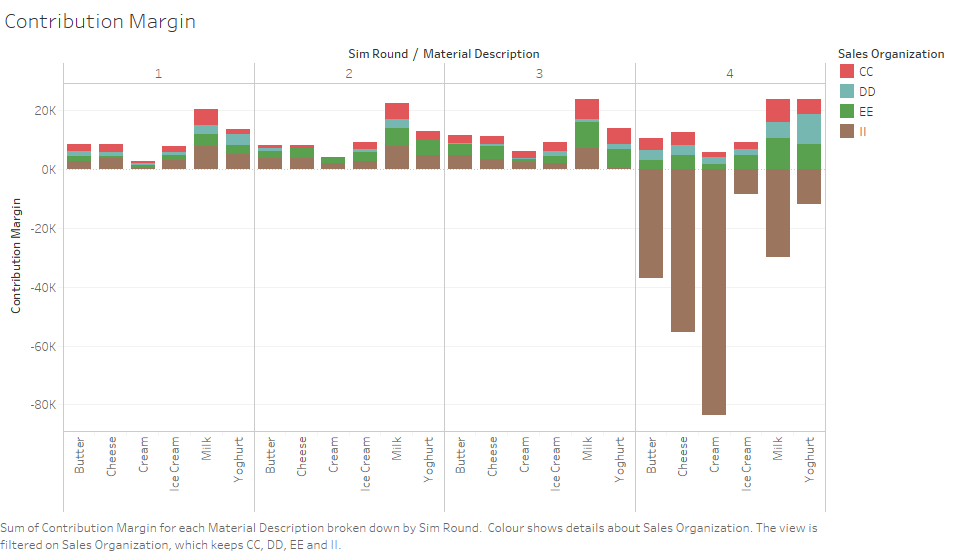 Contribution Margin
Sim Round / Material Description
Sales Organization
1 2 3 4
CC
DD
EE
II
20K
0K
-20K
-40K
-60K
-80K
Contribution Margin
Butter Cheese Cream Ice Cream Milk Yoghurt Butter Cheese Cream Ice Cream Milk Yoghurt Butter Cheese Cream Ice Cream Milk Yoghurt Butter Cheese Cream Ice Cream Milk Yoghurt
Sum of Contribution Margin for each Material Description broken down by Sim Round. Colour shows details about Sales Organization. The view is
filtered on Sales Organization, which keeps CC, DD, EE and II.